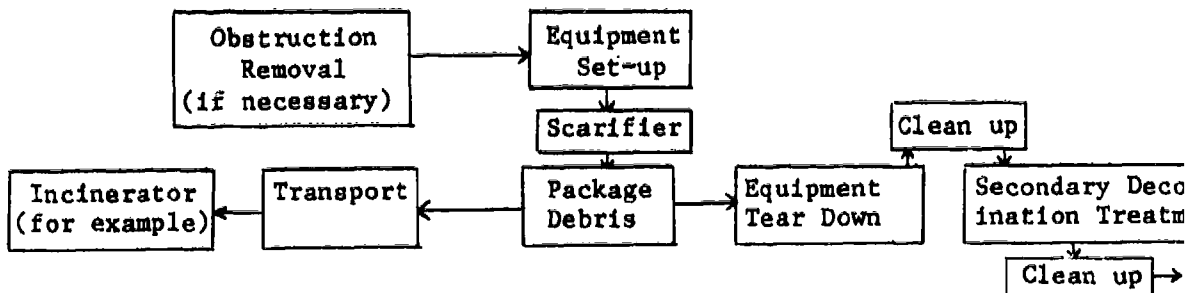 Obstruction
Removal
(if necessary)
Equipment
Set-up
Scarifier
Clean up
Incinerator
(for example)
Transport
Package
Debris
Equipment
Tear Down
Secondary Deco
ination Treatm
Clean up